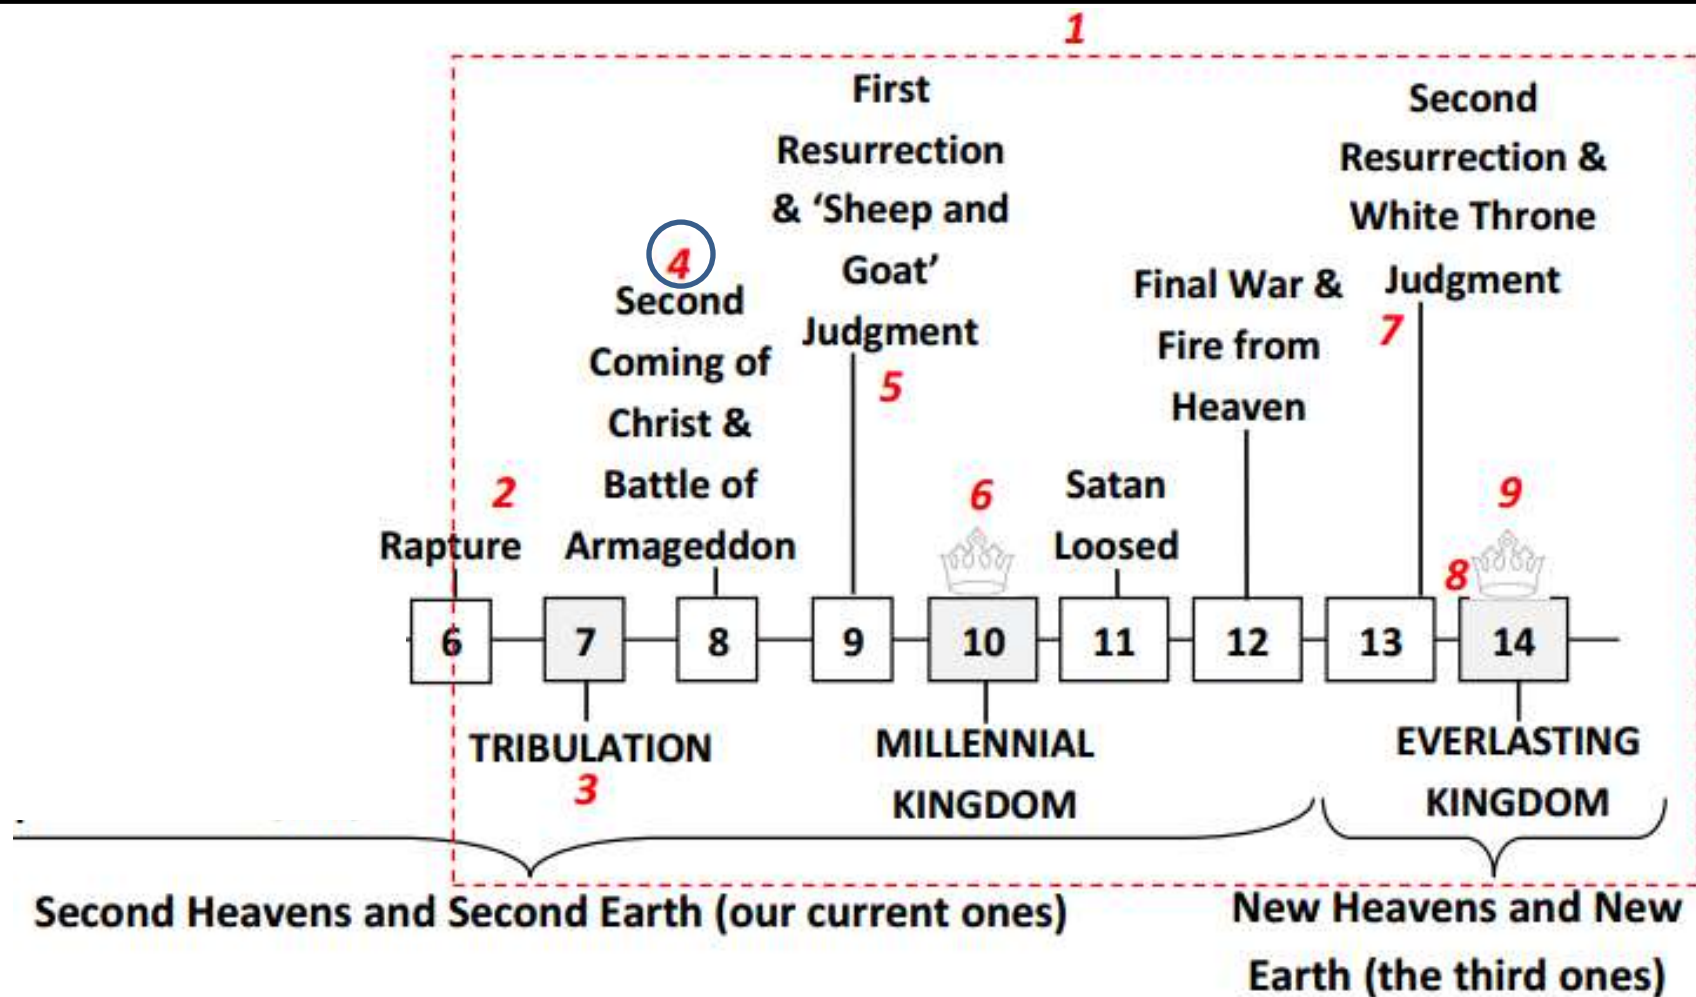 1
First
Resurrection
& ‘Sheep and
Goat’
Judgment
5
Second
Resurrection &
White Throne
Judgment
7
4
Second
Coming of
Christ &
Battle of
Armageddon
Final War &
Fire from
Heaven
2
Rapture
6
Satan
Loosed
9
8
6 7 8 9 10 11 12 13 14
TRIBULATION
3
MILLENNIAL
KINGDOM
EVERLASTING
KINGDOM
Second Heavens and Second Earth (our current ones)
New Heavens and New
Earth (the third ones)